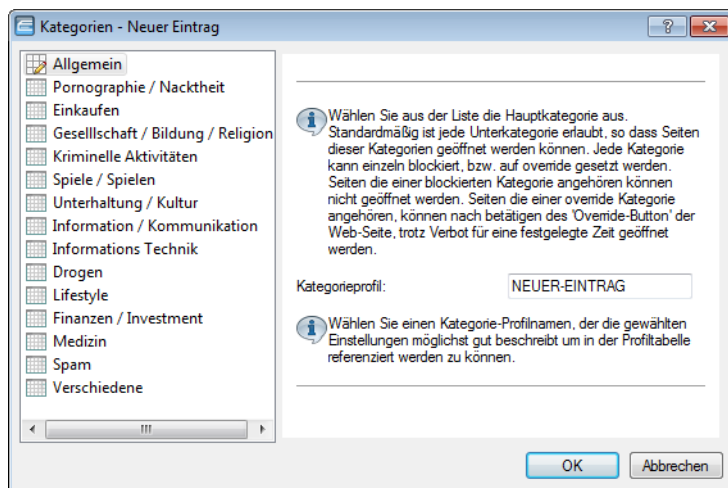 Kategorien - Neuer Eintrag
Allgemein
Pornographie / Nacktheit
Einkaufen
Geselllschaft / Bildung / Religion
Kriminelle Aktivitäten
Spiele / Spielen
Unterhaltung / Kultur
Information / Kommunikation
Informations Technik
Drogen
Lifestyle
Finanzen / Investment
Medizin
Spam
Verschiedene
Wählen Sie aus der Liste die Hauptkategorie aus.
Standardmäßig ist jede Unterkategorie erlaubt, so dass Seiten
dieser Kategorien geöffnet werden können. Jede Kategorie
kann einzeln blockiert, bzw. auf override gesetzt werden.
Seiten die einer blockierten Kategorie angehören können
nicht geöffnet werden. Seiten die einer override Kategorie
angehören, können nach betätigen des 'Override-Button' der
Web-Seite, trotz Verbot für eine festgelegte Zeit geöffnet
werden.
Kategorieprofil:
NEUER-EINTRAG
Wählen Sie einen Kategorie-Profilnamen, der die gewählten
Einstellungen möglichst gut beschreibt um in der Profiltabelle
referenziert werden zu können.
OK
Abbrechen